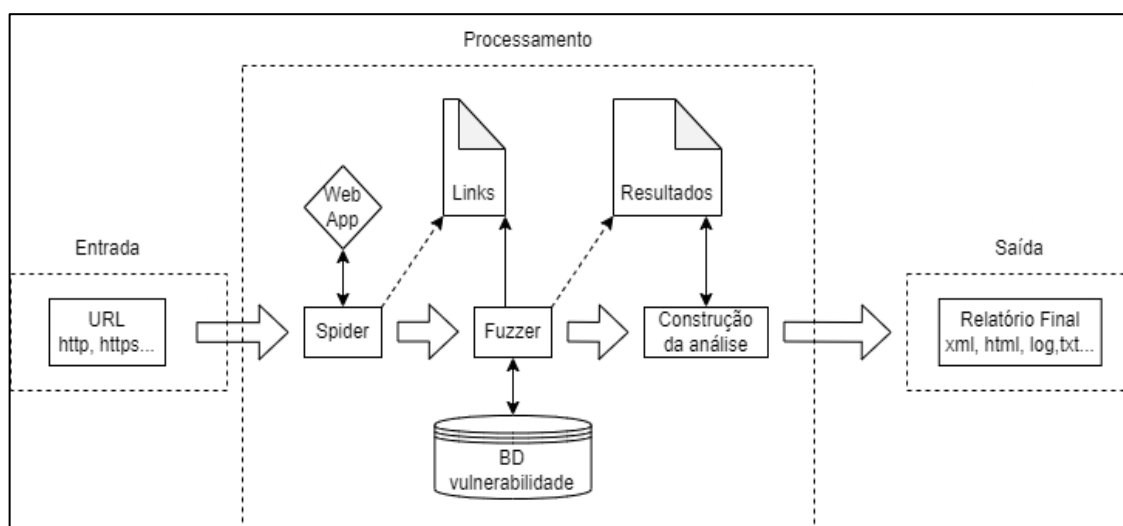 Processamento
Links
Resultados
Web
App
Entrada
Saída
URL
http, https...
Spider
Fuzzer
Construção
da análise
Relatório Final
xml, html, log,txt...
BD
vulnerabilidade